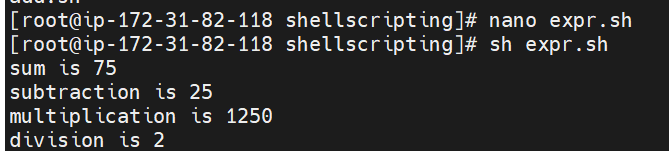 [root@ip-172-31-82-118 shellscripting]# nano expr.sh
[root@ip-172-31-82-118 shellscripting]# sh expr.sh
sum is 75
subtraction is 25
multiplication is 1250
division is 2